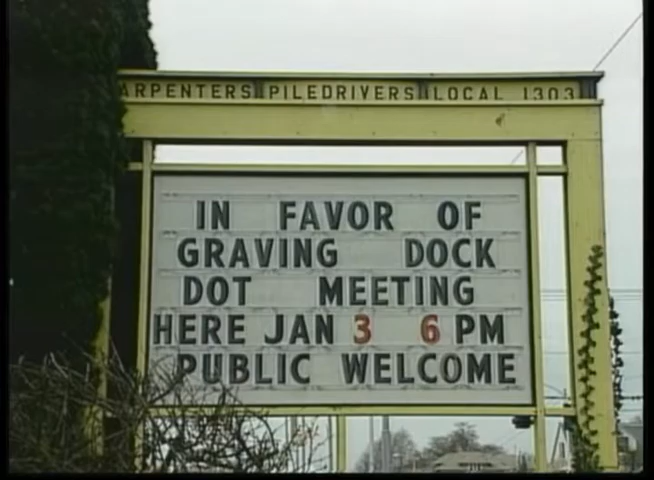 ARPENTERS PILEDRIVERS LOCAL 1303
IN FAVOR OF
GRAVING DOCK
DOT MEETING
HERE JAN 3 6 PM
PUBLIC WELCOME